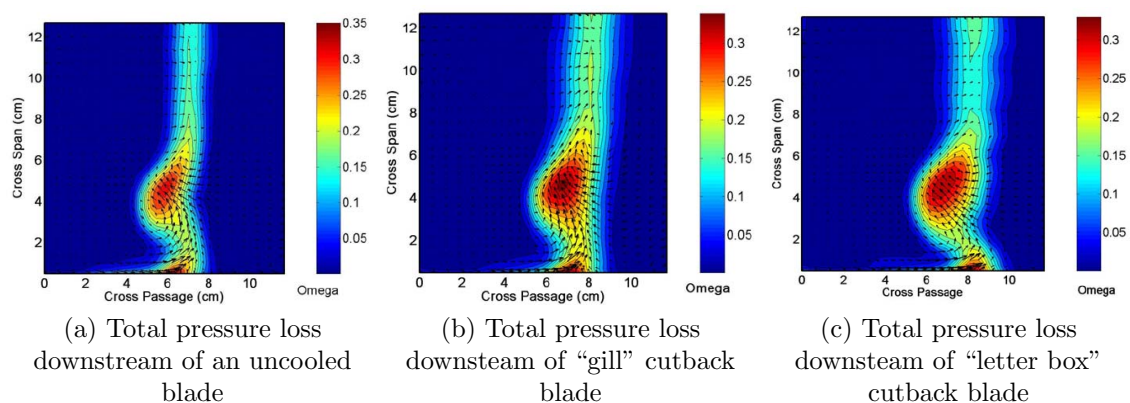 12
10
8
6
4
2
Cross Span (cm)
0 2 4 6 8 10
Cross Passage (cm)
0.35
0.3
0.25
0.2
0.15
0.1
0.05
Omega
12
10
8
6
4
2
Cross Span (cm)
0 2 4 6 8 10
Cross Passage (cm)
0.3
0.25
0.2
0.15
0.1
0.05
Omega
12
10
8
6
4
2
Cross Span (cm)
0 2 4 6 8 10
Cross Passage
0.3
0.25
0.2
0.15
0.1
0.05
Omega
(a) Total pressure loss
downstream of an uncooled
blade
(b) Total pressure loss
downsteam of “gill” cutback
blade
(c) Total pressure loss
downsteam of “letter box”
cutback blade